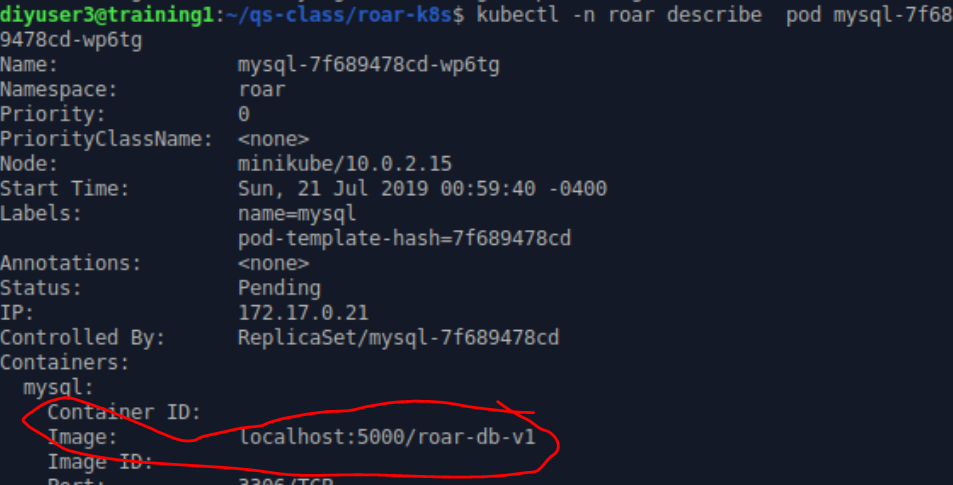 diyuser3@training1:~/qs-class/roar-k8s$ kubectl -n roar describe  pod mysql-7f68
9478cd-wp6tg
Name:               mysql-7f689478cd-wp6tg
Namespace:          roar
Priority:           0
PriorityClassName:  <none>
Node:               minikube/10.0.2.15
Start Time:         Sun, 21 Jul 2019 00:59:40 -0400
Labels:             name=mysql
                    pod-template-hash=7f689478cd
Annotations:        <none>
Status:             Pending
IP:                 172.17.0.21
Controlled By:      ReplicaSet/mysql-7f689478cd
Containers:
  mysql:
    Container ID:
    Image:          localhost:5000/roar-db-v1
    Image ID:
    Port:           3306/TCP